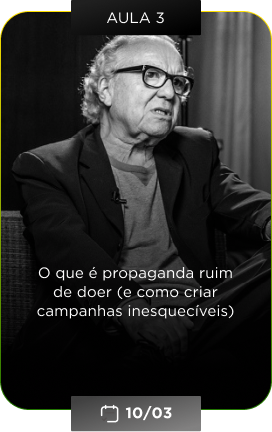 AULA 3
O que é propaganda ruim
de doer (e como criar
campanhas inesquecíveis)
10/03